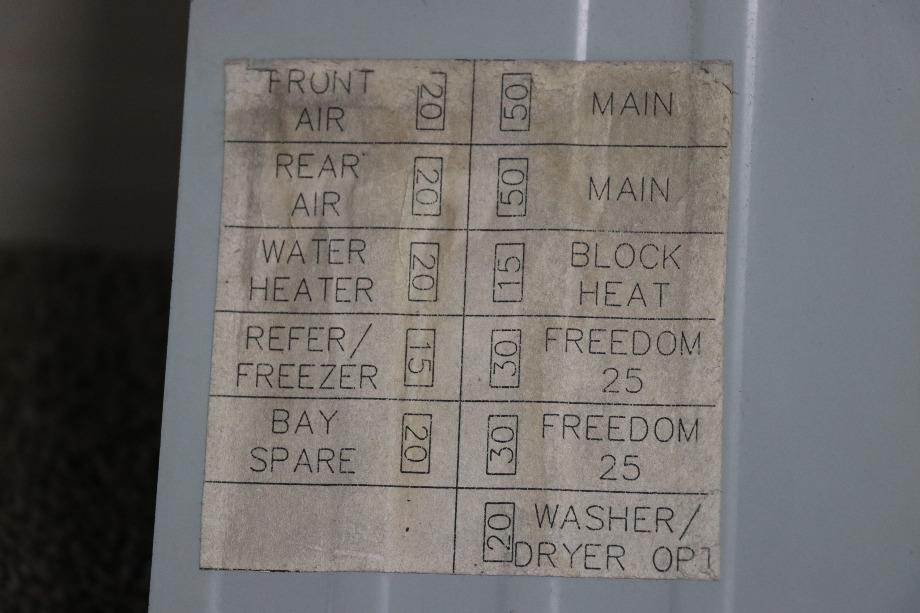 FRONT
AIR
20
50
MAIN
REAR
AIR
20
50
MAIN
WATER
HEATER
20
15
BLOCK
HEAT
REFER/
FREEZER
15
30
FREEDOM
25
BAY
SPARE
20
30
FREEDOM
25
20
WASHER/
DRYER OPT